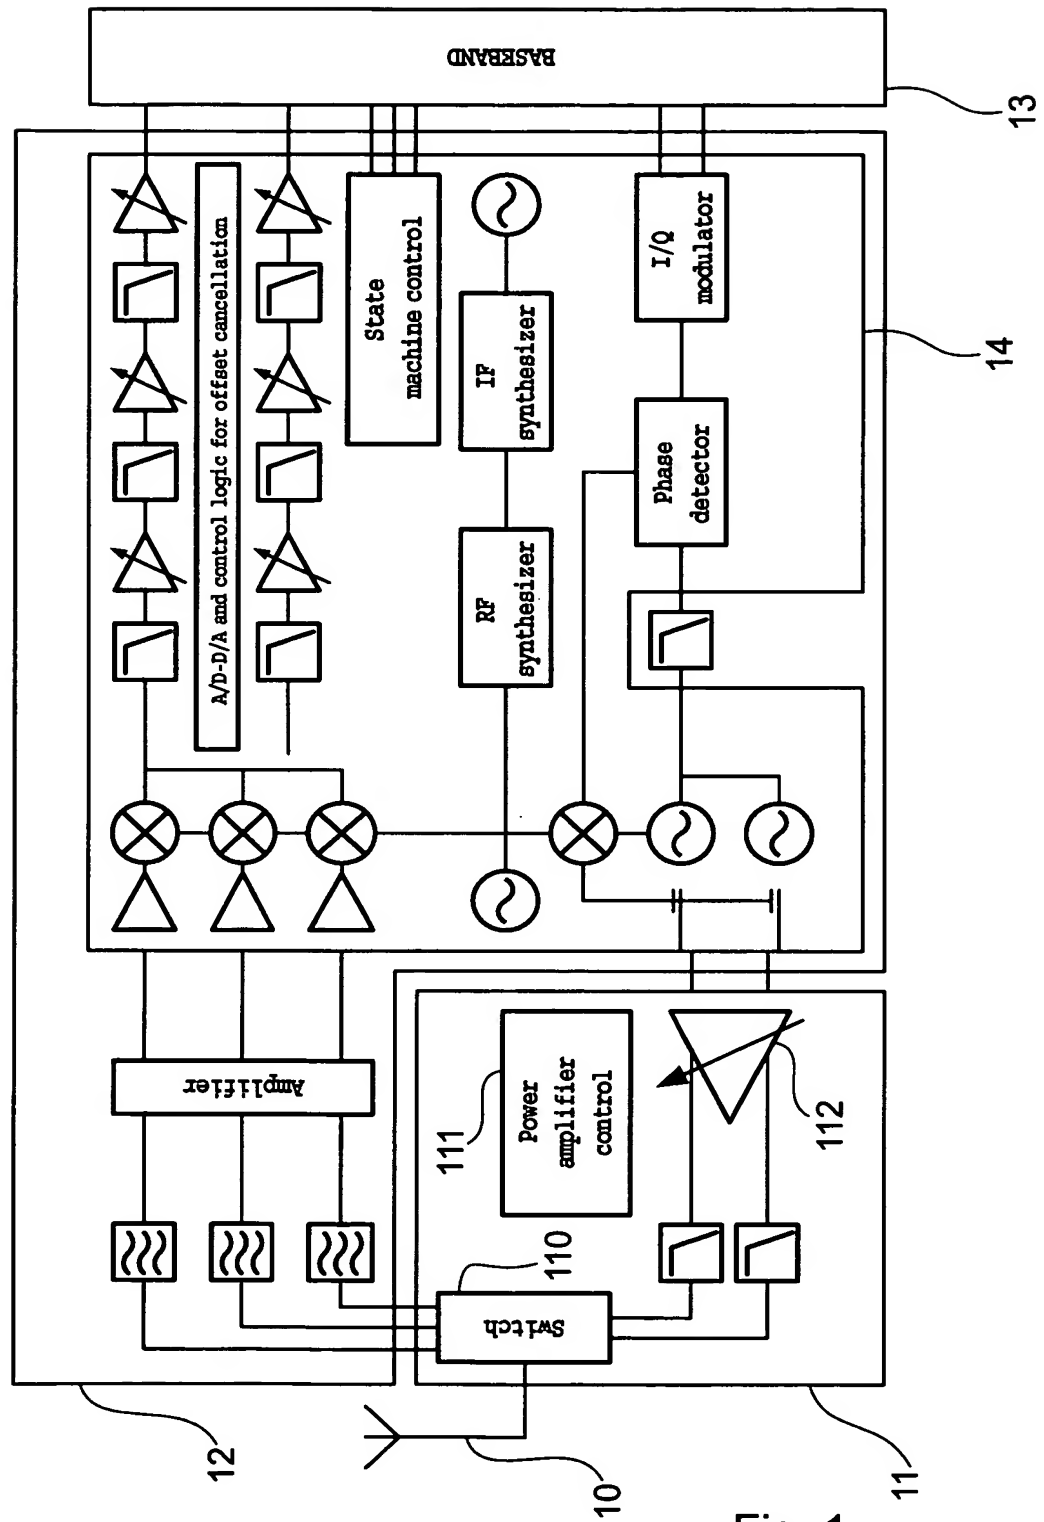 BASEBAND
13
A/D-D/A and control logic for offset cancellation
State
machine control
IF
synthesizer
RF
synthesizer
I/Q
modulator
Phase
detector
14
Amplifier
Power
amplifier
control
111
112
Switch
110
12
10
11
Fig. 1